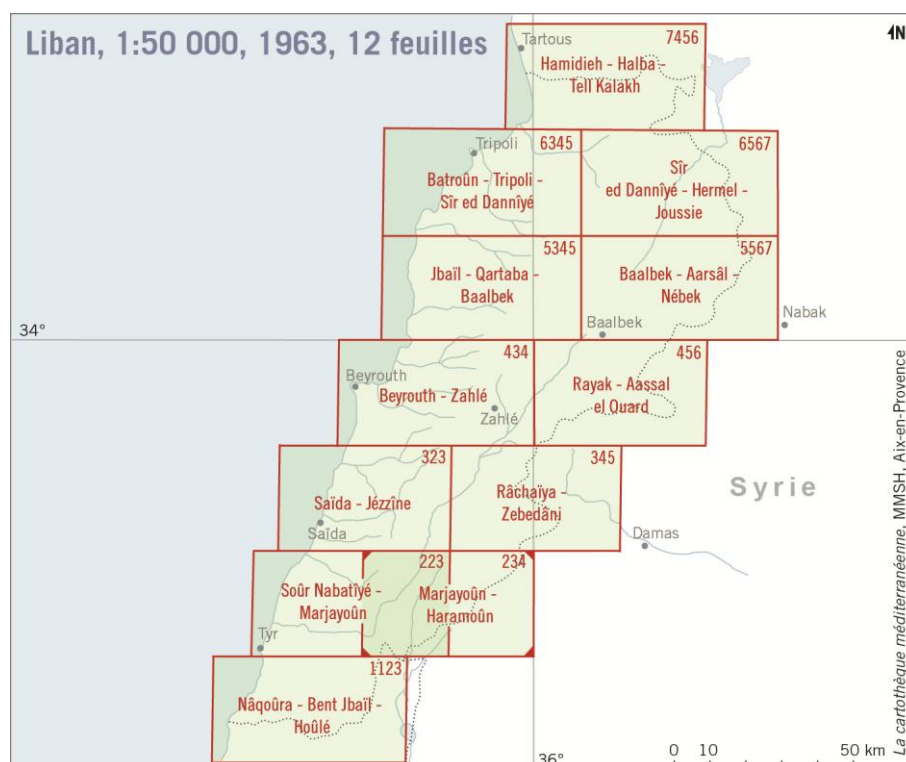 Liban, 1:50 000, 1963, 12 feuilles
4N
Tartous
7456
Hamidieh - Halba -
Tell Kalakh
Tripoli
6345
6567
Batroûn - Tripoli -
Sîr ed Dannîyé
Sîr
ed Dannîyé - Hermel -
Joussie
5345
5567
Jbaïl - Qartaba -
Baalbek
Baalbek - Aarsâl -
Nébek
34°
Baalbek
Nabak
434
456
Beyrouth
Beyrouth - Zahlé
Zahlé
Rayak - Aassal
el Ouard
323
345
Saïda - Jézzîne
Saïda
Râchaïya -
Zebedâni
Syrie
Damas
223
234
Soûr Nabatîyé -
Marjayoûn
Marjayoûn -
Haramoûn
Tyr
1123
Nâqoûra - Bent Jbaïl -
Hoûlé
36°
0 10 50 km
La cartothèque méditerranéenne, MMSH, Aix-en-Provence